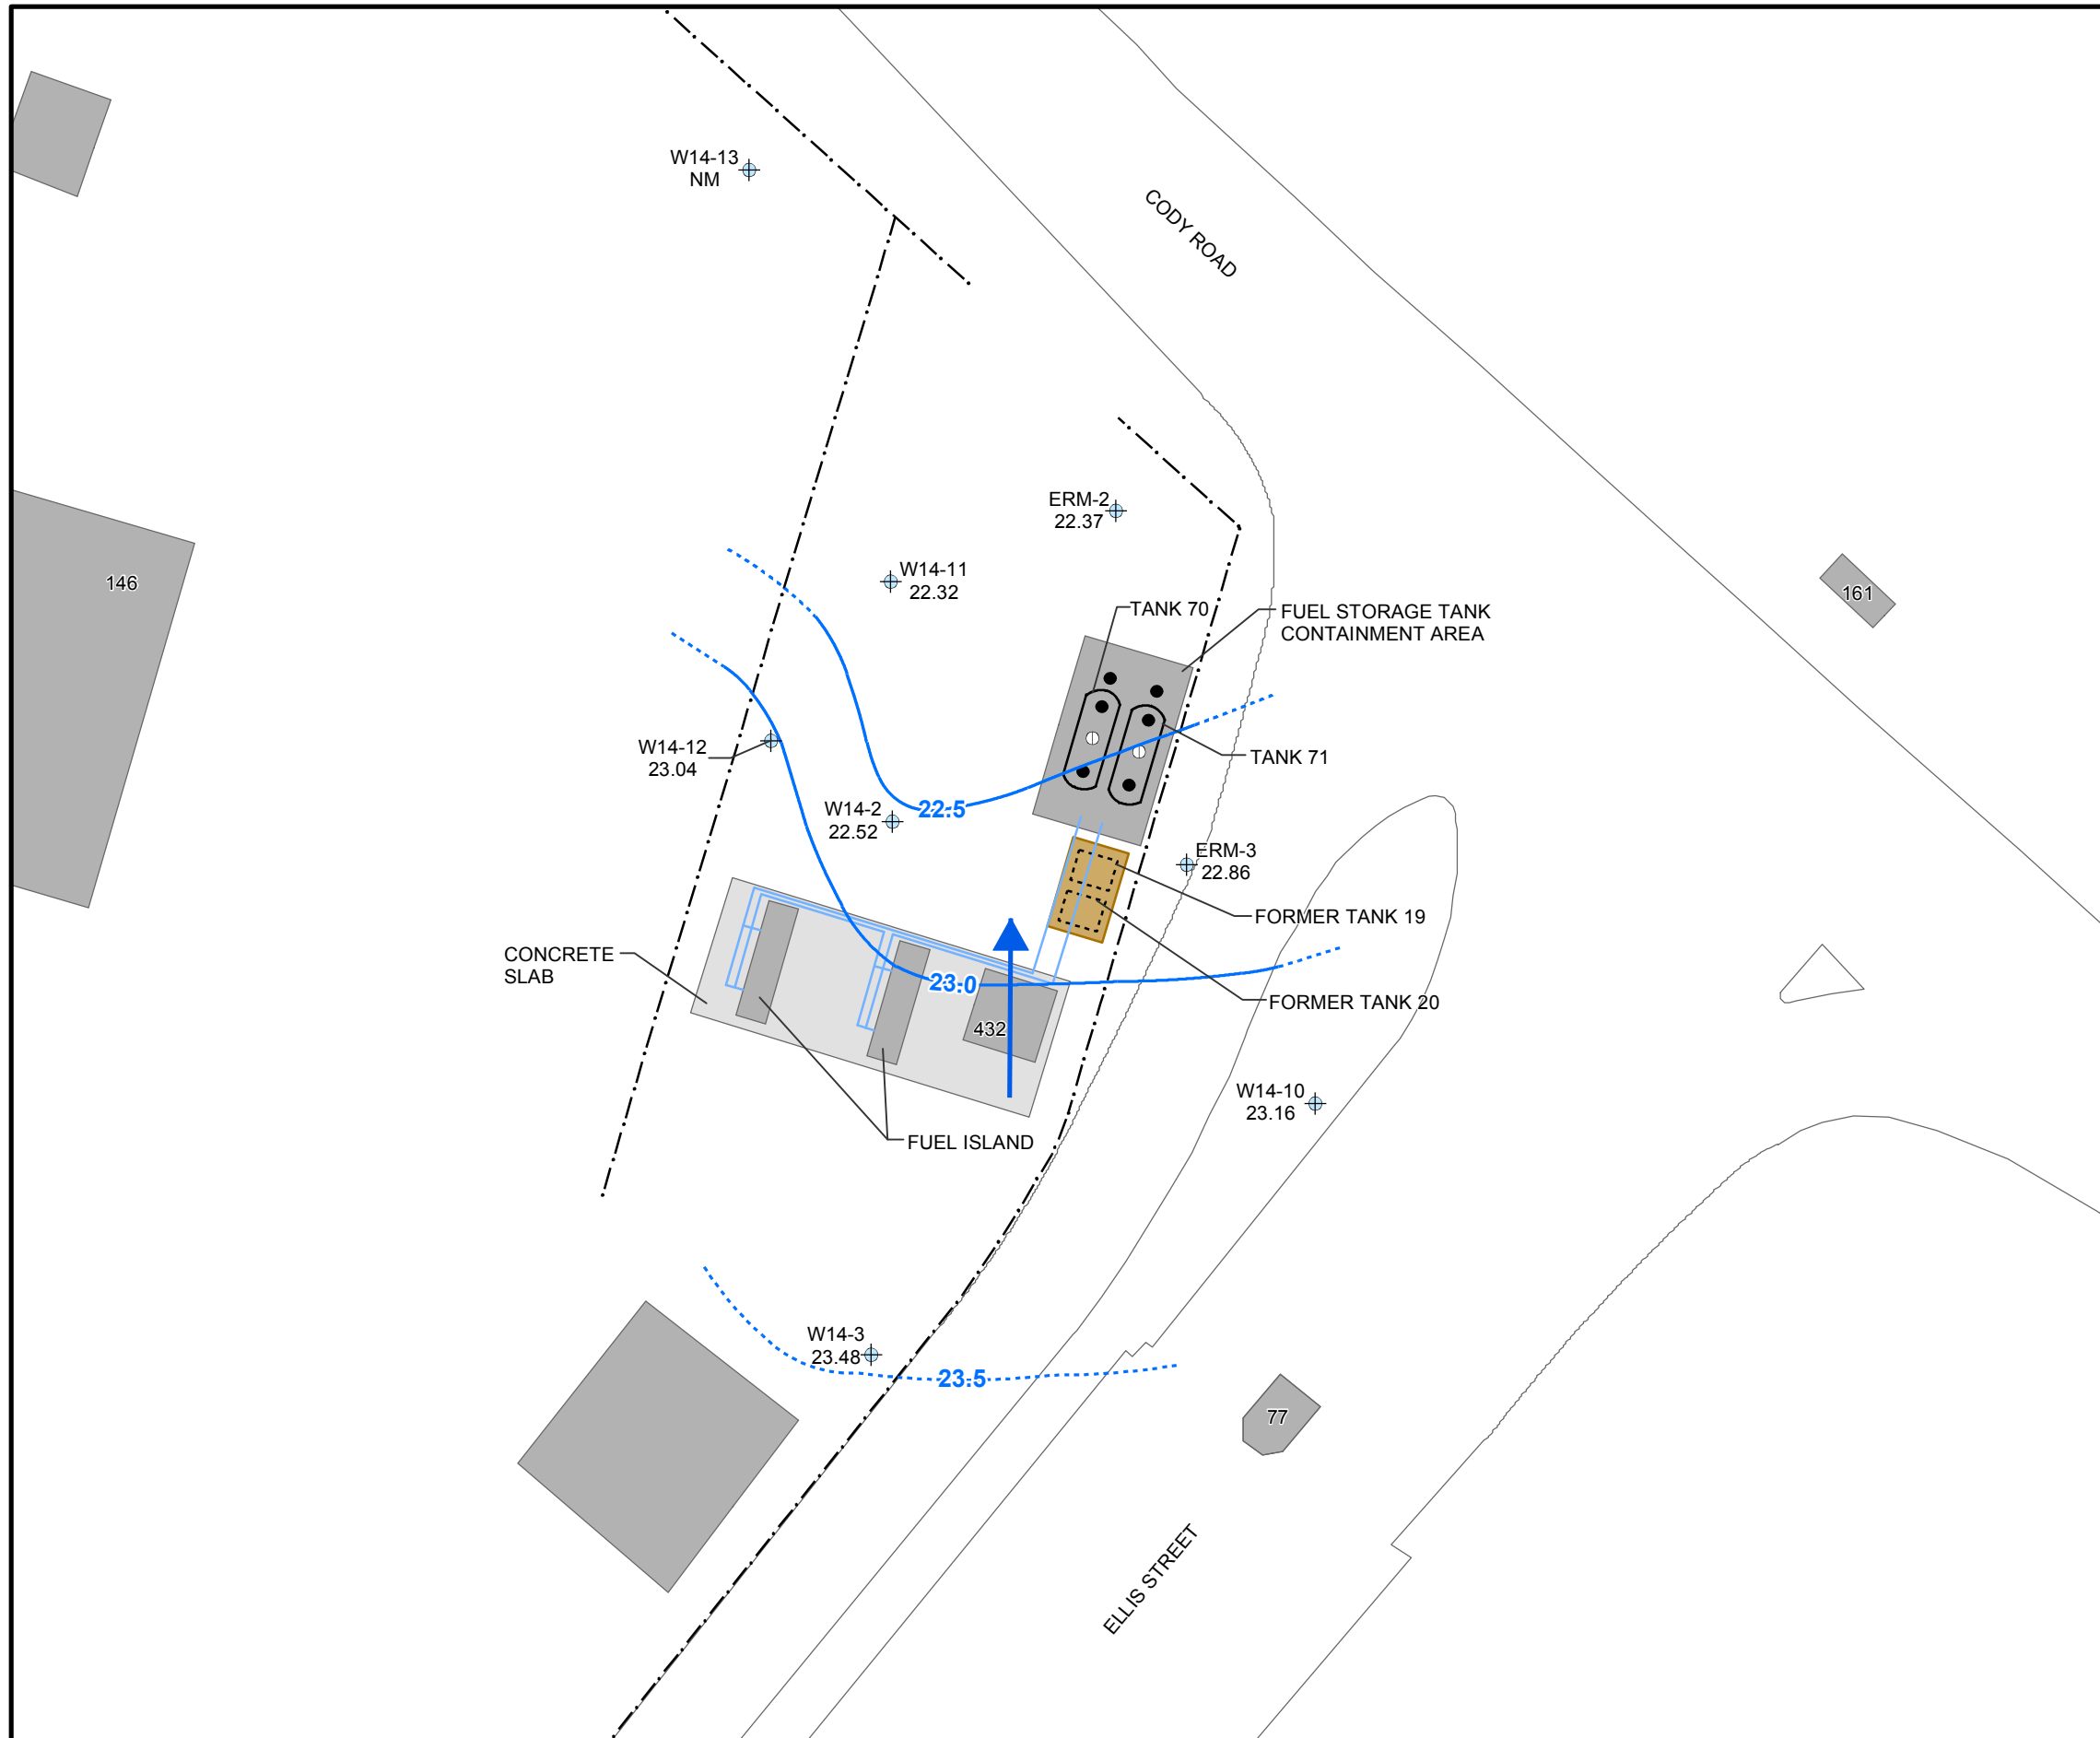 W14-13
NM
CODY ROAD
ERM-2
22.37
W14-11
22.32
146
161
TANK 70
FUEL STORAGE TANK
CONTAINMENT AREA
W14-12
23.04
TANK 71
W14-2
22.52
22.5
ERM-3
22.86
FORMER TANK 19
CONCRETE
SLAB
23.0
FORMER TANK 20
432
W14-10
23.16
FUEL ISLAND
W14-3
23.48
23.5
77
ELLIS STREET